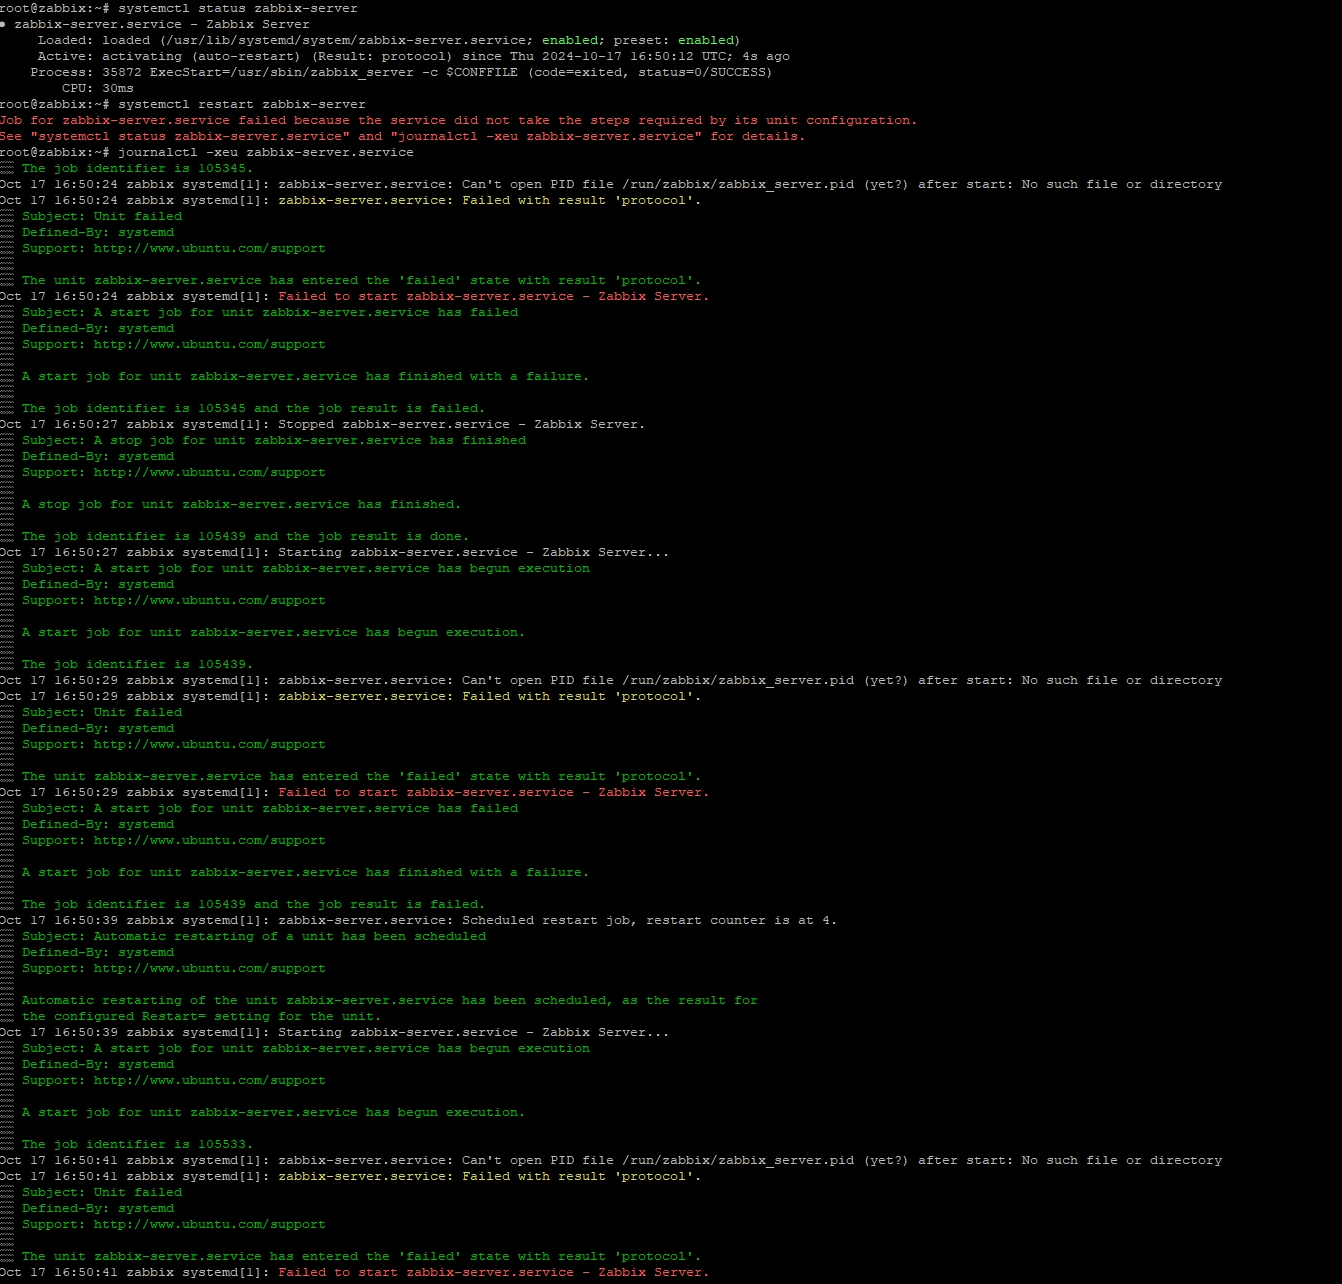 root@zabbix:~# systemctl status zabbix-server
● zabbix-server.service - Zabbix Server
Loaded: loaded (/usr/lib/systemd/system/zabbix-server.service; enabled; preset: enabled)
Active: activating (auto-restart) (Result: protocol) since Thu 2024-10-17 16:50:12 UTC; 4s ago
Process: 35872 ExecStart=/usr/sbin/zabbix_server -c $CONFFILE (code=exited, status=0/SUCCESS)
CPU: 30ms
root@zabbix:~# systemctl restart zabbix-server
Job for zabbix-server.service failed because the service did not take the steps required by its unit configuration.
See "systemctl status zabbix-server.service" and "journalctl -xeu zabbix-server.service" for details.
root@zabbix:~# journalctl -xeu zabbix-server.service
The job identifier is 105345.
Oct 17 16:50:24 zabbix systemd[1]: zabbix-server.service: Can't open PID file /run/zabbix/zabbix_server.pid (yet?) after start: No such file or directory
Oct 17 16:50:24 zabbix systemd[1]: zabbix-server.service: Failed with result 'protocol'.
Subject: Unit failed
Defined-By: systemd
Support: http://www.ubuntu.com/support
The unit zabbix-server.service has entered the 'failed' state with result 'protocol'.
Oct 17 16:50:24 zabbix systemd[1]: Failed to start zabbix-server.service - Zabbix Server.
Subject: A start job for unit zabbix-server.service has failed
Defined-By: systemd
Support: http://www.ubuntu.com/support
A start job for unit zabbix-server.service has finished with a failure.
The job identifier is 105345 and the job result is failed.
Oct 17 16:50:27 zabbix systemd[1]: Stopped zabbix-server.service - Zabbix Server.
Subject: A stop job for unit zabbix-server.service has finished
Defined-By: systemd
Support: http://www.ubuntu.com/support
A stop job for unit zabbix-server.service has finished.
The job identifier is 105439 and the job result is done.
Oct 17 16:50:27 zabbix systemd[1]: Starting zabbix-server.service - Zabbix Server...
Subject: A start job for unit zabbix-server.service has begun execution
Defined-By: systemd
Support: http://www.ubuntu.com/support
A start job for unit zabbix-server.service has begun execution.
The job identifier is 105439.
Oct 17 16:50:29 zabbix systemd[1]: zabbix-server.service: Can't open PID file /run/zabbix/zabbix_server.pid (yet?) after start: No such file or directory
Oct 17 16:50:29 zabbix systemd[1]: zabbix-server.service: Failed with result 'protocol'.
Subject: Unit failed
Defined-By: systemd
Support: http://www.ubuntu.com/support
The unit zabbix-server.service has entered the 'failed' state with result 'protocol'.
Oct 17 16:50:29 zabbix systemd[1]: Failed to start zabbix-server.service - Zabbix Server.
Subject: A start job for unit zabbix-server.service has failed
Defined-By: systemd
Support: http://www.ubuntu.com/support
A start job for unit zabbix-server.service has finished with a failure.
The job identifier is 105439 and the job result is failed.
Oct 17 16:50:39 zabbix systemd[1]: zabbix-server.service: Scheduled restart job, restart counter is at 4.
Subject: Automatic restarting of a unit has been scheduled
Defined-By: systemd
Support: http://www.ubuntu.com/support
Automatic restarting of the unit zabbix-server.service has been scheduled, as the result for
the configured Restart= setting for the unit.
Oct 17 16:50:39 zabbix systemd[1]: Starting zabbix-server.service - Zabbix Server...
Subject: A start job for unit zabbix-server.service has begun execution
Defined-By: systemd
Support: http://www.ubuntu.com/support
A start job for unit zabbix-server.service has begun execution.
The job identifier is 105533.
Oct 17 16:50:41 zabbix systemd[1]: zabbix-server.service: Can't open PID file /run/zabbix/zabbix_server.pid (yet?) after start: No such file or directory
Oct 17 16:50:41 zabbix systemd[1]: zabbix-server.service: Failed with result 'protocol'.
Subject: Unit failed
Defined-By: systemd
Support: http://www.ubuntu.com/support
The unit zabbix-server.service has entered the 'failed' state with result 'protocol'.
Oct 17 16:50:41 zabbix systemd[1]: Failed to start zabbix-server.service - Zabbix Server.